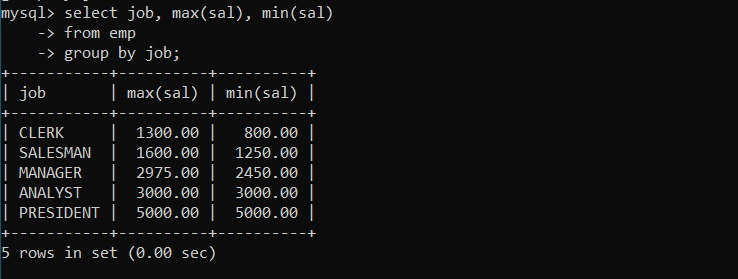 mysql> select job, max(sal), min(sal)
    -> from emp
    -> group by job;
+-----------+----------+----------+
| job       | max(sal) | min(sal) |
+-----------+----------+----------+
| CLERK     |  1300.00 |   800.00 |
| SALESMAN  |  1600.00 |  1250.00 |
| MANAGER   |  2975.00 |  2450.00 |
| ANALYST   |  3000.00 |  3000.00 |
| PRESIDENT |  5000.00 |  5000.00 |
+-----------+----------+----------+
5 rows in set (0.00 sec)